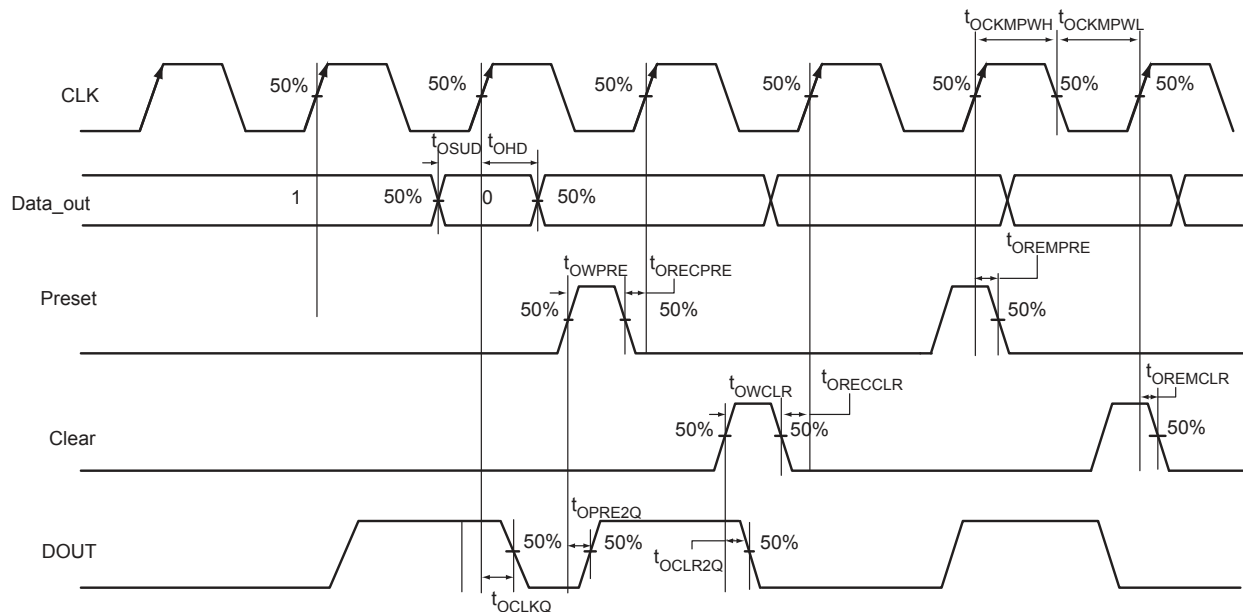 tOCKMPWH tOCKMPWL
CLK 50% 50% 50% 50% 50% 50% 50%
tOSUD tOHD
Data_out 1 50% 0 50%
tOWPRE tORECPRE tOREMPRE
Preset 50% 50% 50%
tOWCLR tORECCLR tOREMCLR
Clear 50% 50% 50%
tOPRE2Q
DOUT 50% 50% tOCLR2Q 50%
tOCLKQ